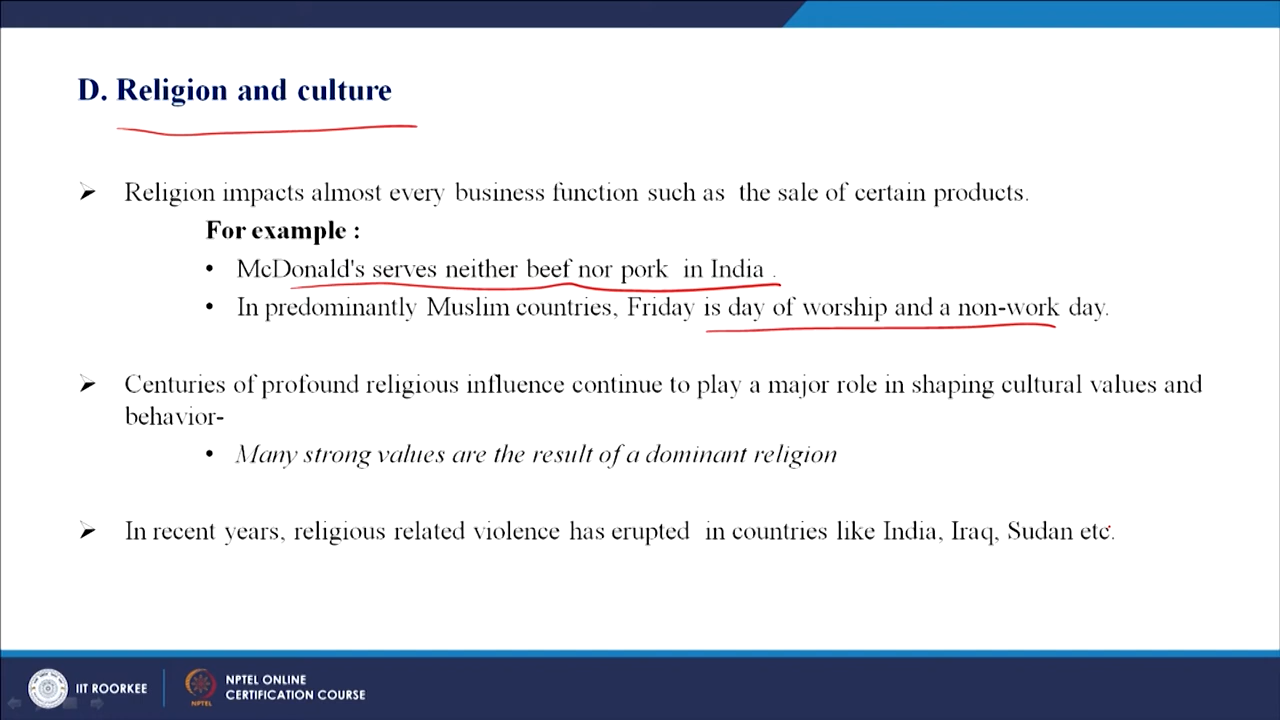 D. Religion and culture
➢ Religion impacts almost every business function such as the sale of certain products.
For example :
• McDonald's serves neither beef nor pork in India .
• In predominantly Muslim countries, Friday is day of worship and a non-work day.
➢ Centuries of profound religious influence continue to play a major role in shaping cultural values and
behavior-
• Many strong values are the result of a dominant religion
➢ In recent years, religious related violence has erupted in countries like India, Iraq, Sudan etc.
IIT ROORKEE
NPTEL
NPTEL ONLINE
CERTIFICATION COURSE